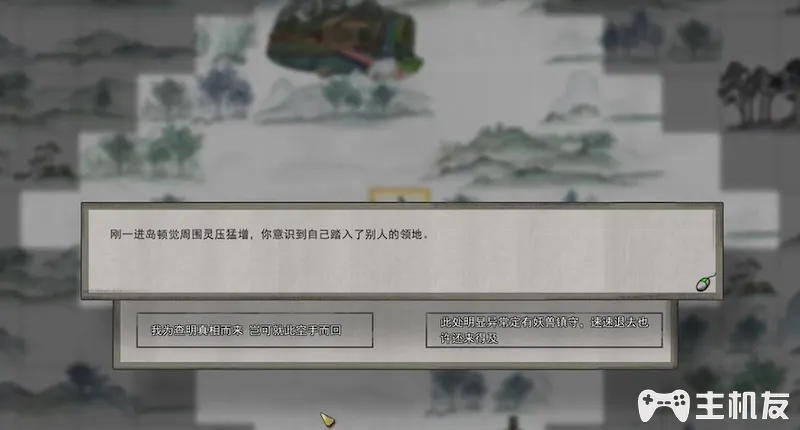 刚一进岛顿觉周围灵压猛增，你意识到自己踏入了别人的领地。
我为查明真相而来 岂可就此空手而回
此处明显异常定有妖兽镇守，速速退去也
许还来得及
主机友